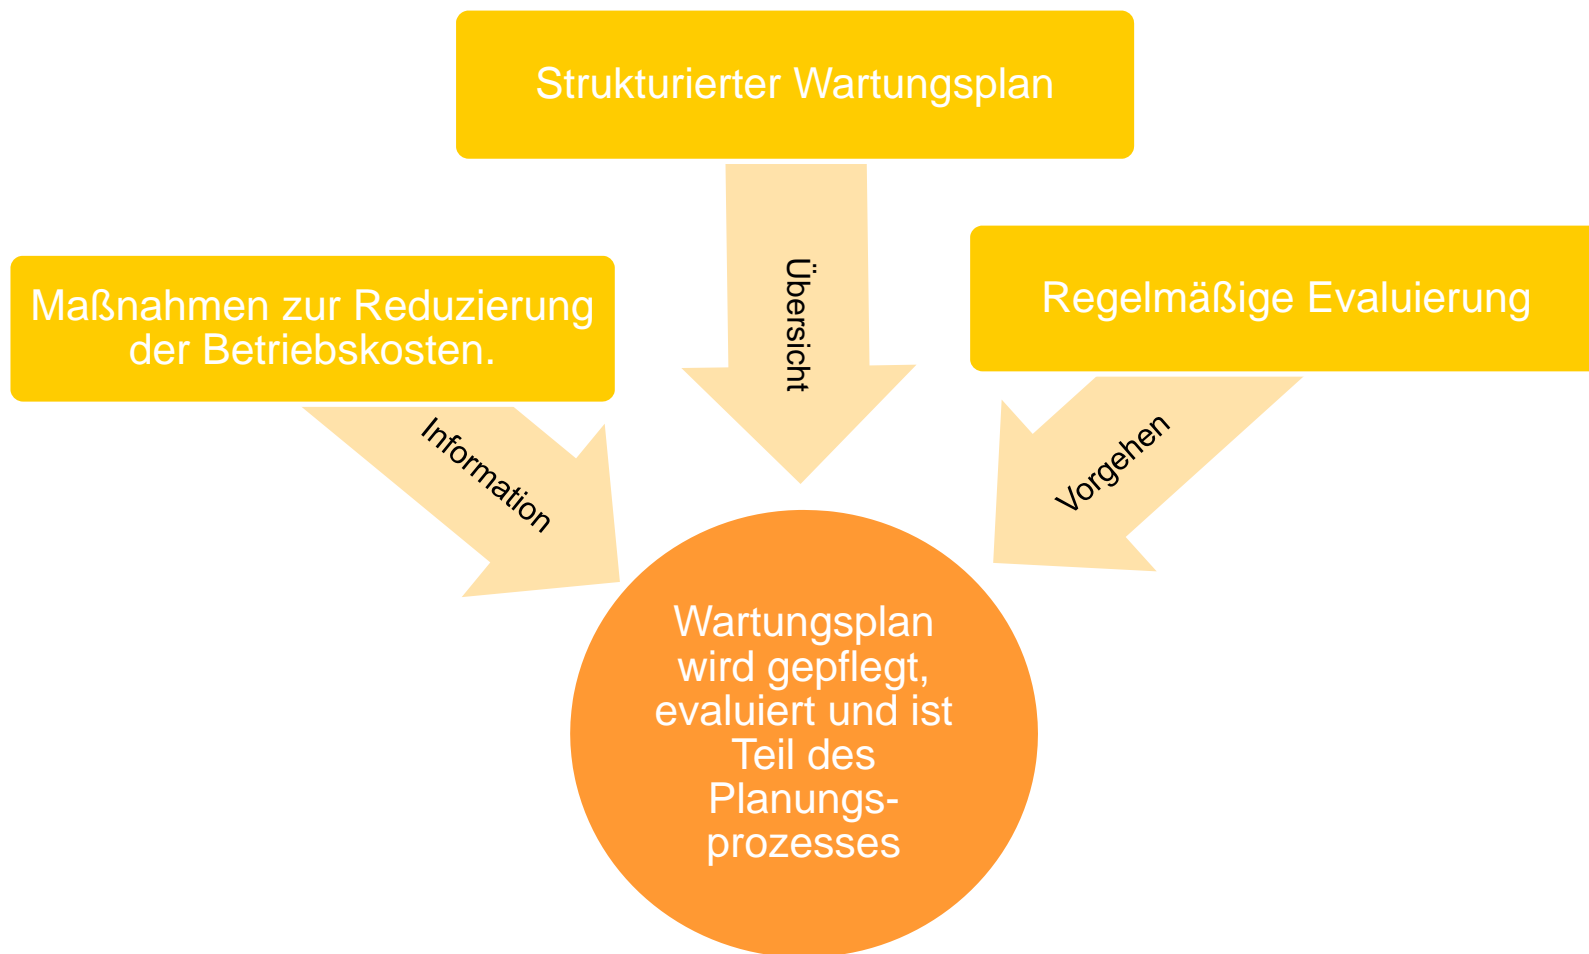 Strukturierter Wartungsplan
Maßnahmen zur Reduzierung
der Betriebskosten.
Regelmäßige Evaluierung
Übersicht
Information
Vorgehen
Wartungsplan
wird gepflegt,
evaluiert und ist
Teil des
Planungs-
prozesses